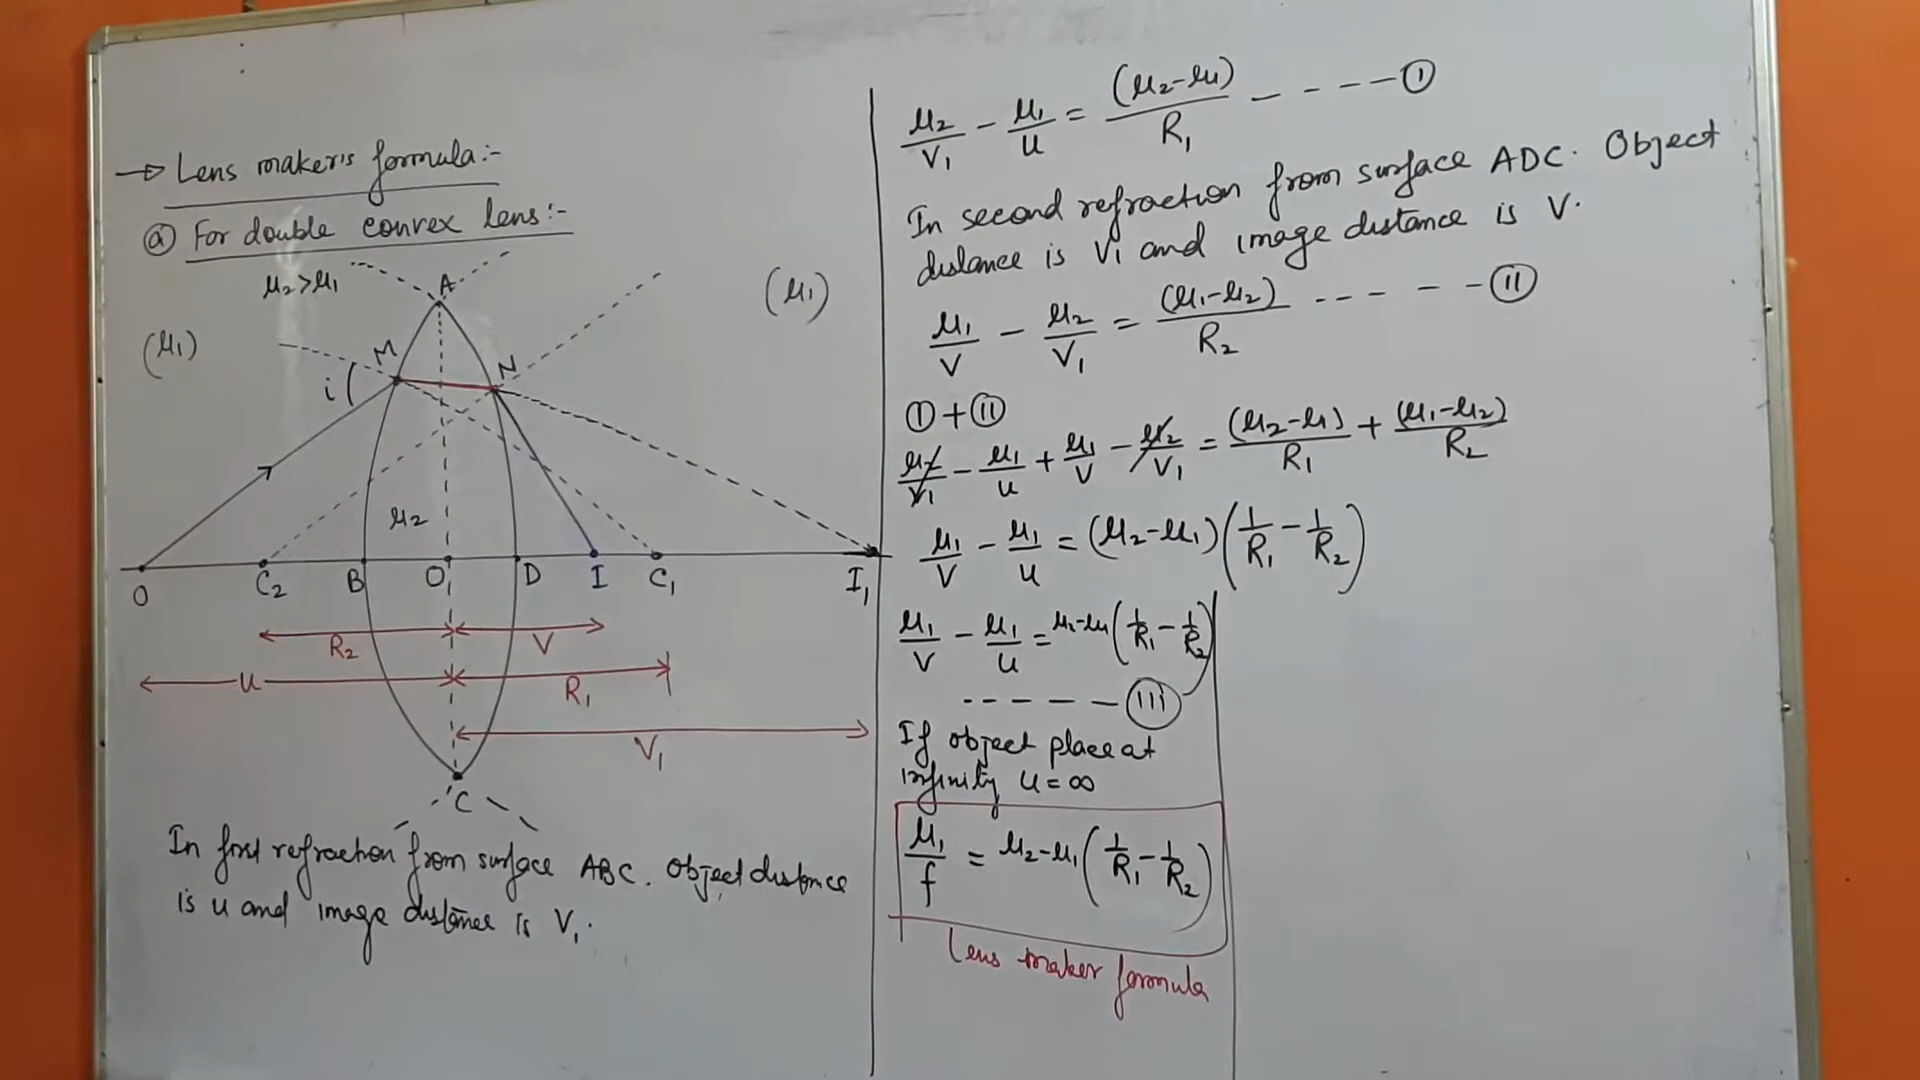 → Lens maker's formula:-
ⓐ For double convex lens:-
μ₂>μ₁
A
(μ₁)
(μ₁)
M
N
i
μ₂
O
C₂
B
O₁
D
I
C₁
I₁
R₂
V
u
R₁
V₁
C
In first refraction from surface ABC. Object distance
is u and image distance is V₁.
μ₂/V₁ - μ₁/u = (μ₂-μ₁)/R₁ ----- ①
In second refraction from surface ADC. Object
distance is V₁ and image distance is V.
μ₁/V - μ₂/V₁ = (μ₁-μ₂)/R₂ ----- Ⅱ
① + Ⅱ
μ₂/V₁ - μ₁/u + μ₁/V - μ₂/V₁ = (μ₂-μ₁)/R₁ + (μ₁-μ₂)/R₂
μ₁/V - μ₁/u = (μ₂-μ₁)(1/R₁ - 1/R₂)
μ₁/V - μ₁/u = μ₂-μ₁(1/R₁ - 1/R₂)
----- Ⅲ
If object place at
infinity u = ∞
μ₁/f = μ₂-μ₁(1/R₁ - 1/R₂)
Lens maker formula